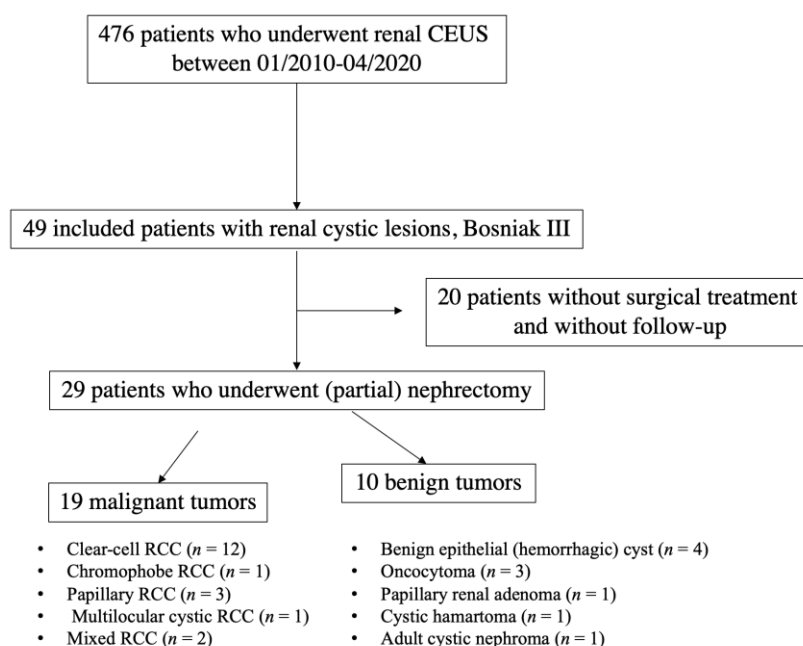 476 patients who underwent renal CEUS
between 01/2010-04/2020
49 included patients with renal cystic lesions, Bosniak III
20 patients without surgical treatment
and without follow-up
29 patients who underwent (partial) nephrectomy
19 malignant tumors
10 benign tumors
• Clear-cell RCC (n = 12)
• Chromophobe RCC (n = 1)
• Papillary RCC (n = 3)
• Multilocular cystic RCC (n = 1)
• Mixed RCC (n = 2)
• Benign epithelial (hemorrhagic) cyst (n = 4)
• Oncocytoma (n = 3)
• Papillary renal adenoma (n = 1)
• Cystic hamartoma (n = 1)
• Adult cystic nephroma (n = 1)